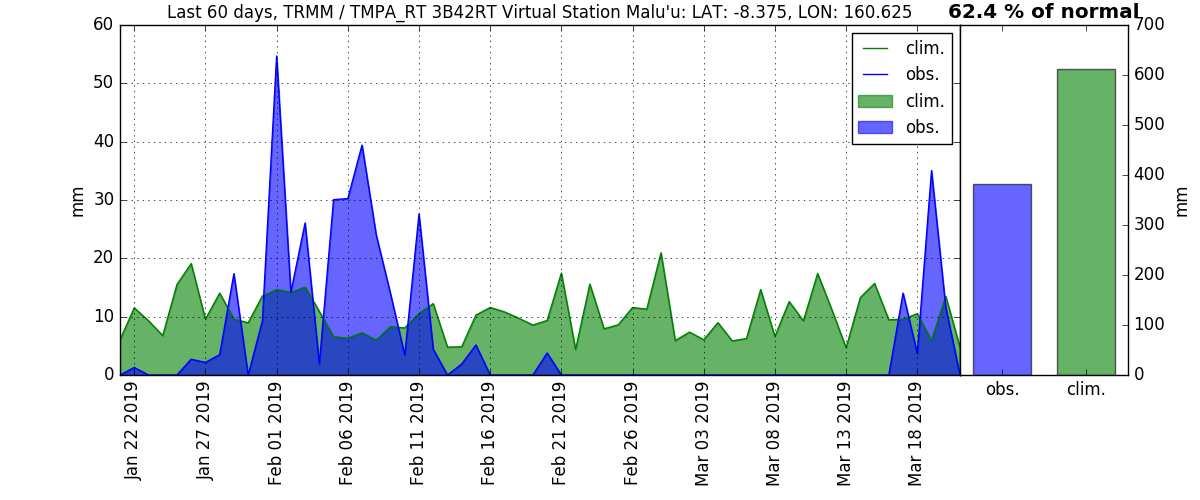 Last 60 days, TRMM / TMPA_RT 3B42RT Virtual Station Malu'u: LAT: -8.375, LON: 160.625
62.4 % of normal
60
50
40
30
20
10
0
mm
clim.
obs.
clim.
obs.
700
600
500
400
300
200
100
0
mm
Jan 22 2019
Jan 27 2019
Feb 01 2019
Feb 06 2019
Feb 11 2019
Feb 16 2019
Feb 21 2019
Feb 26 2019
Mar 03 2019
Mar 08 2019
Mar 13 2019
Mar 18 2019
obs.
clim.